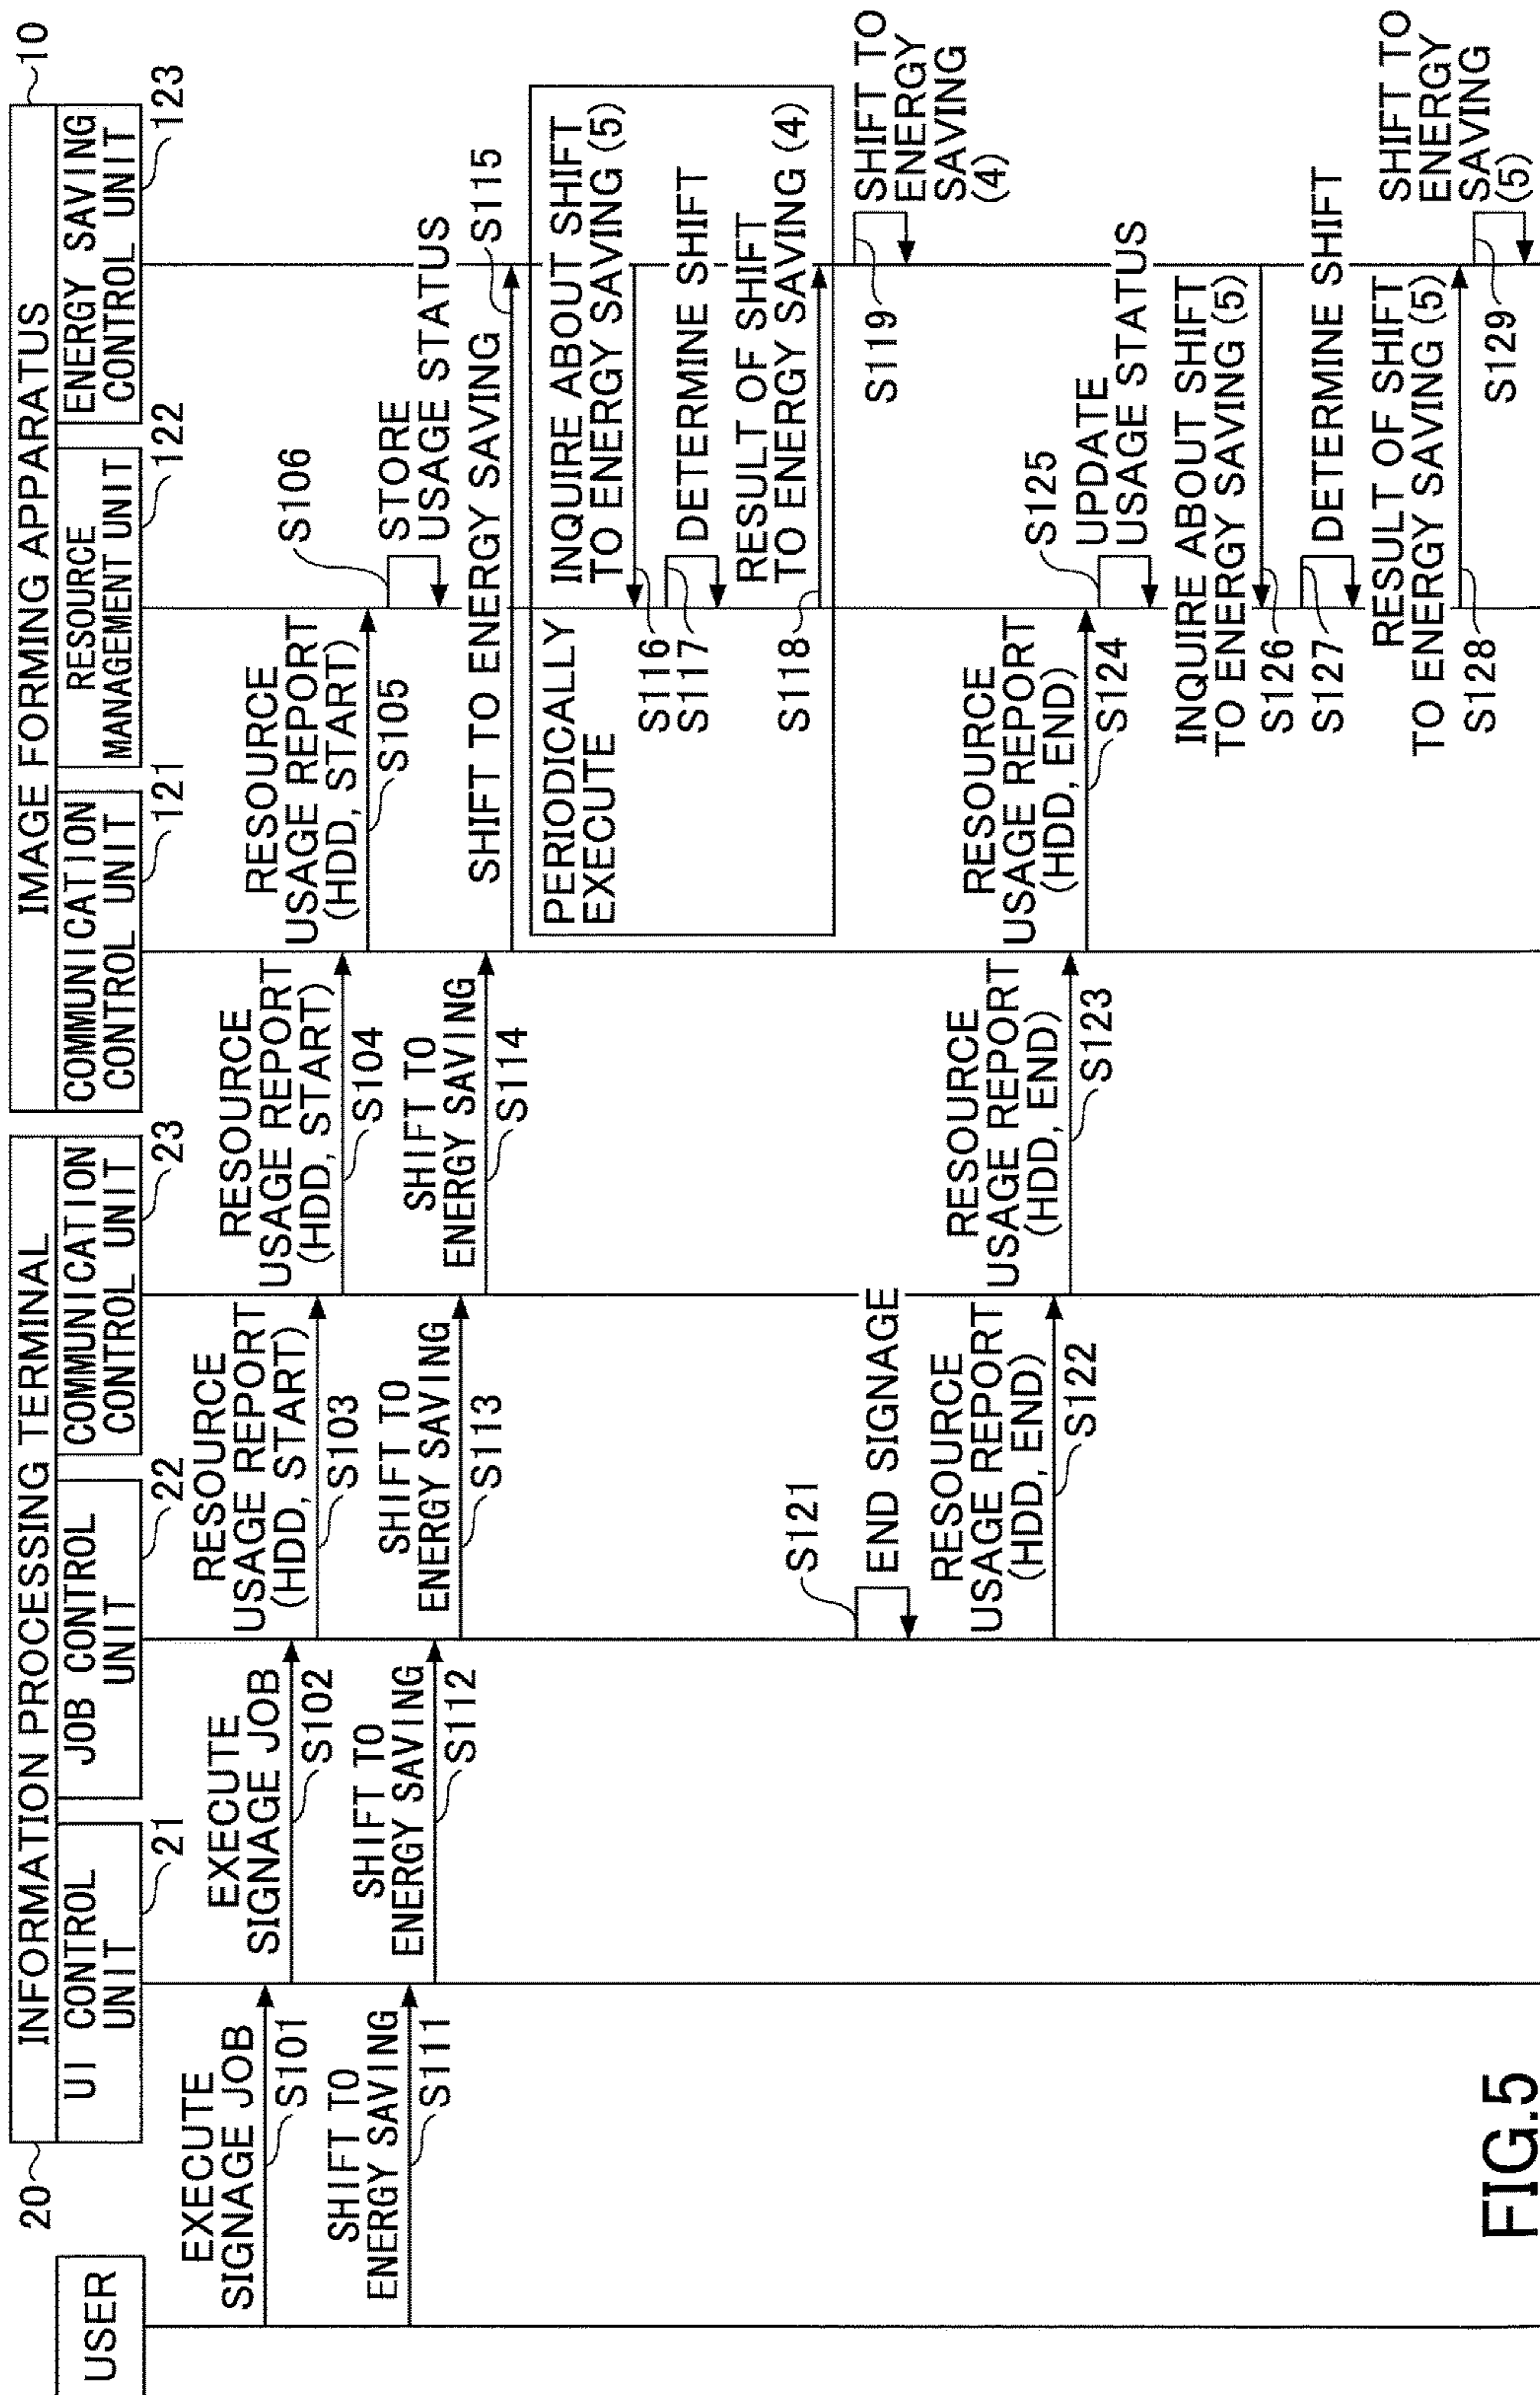 USER
20
INFORMATION PROCESSING TERMINAL
UI CONTROL
UNIT
21
JOB CONTROL
UNIT
22
COMMUNICATION
CONTROL UNIT
23
IMAGE FORMING APPARATUS
10
COMMUNICATION
CONTROL UNIT
121
RESOURCE
MANAGEMENT UNIT
122
ENERGY SAVING
CONTROL UNIT
123
EXECUTE
SIGNAGE JOB
S101
EXECUTE
SIGNAGE JOB
S102
RESOURCE
USAGE REPORT
(HDD, START)
S103
RESOURCE
USAGE REPORT
(HDD, START)
S104
RESOURCE
USAGE REPORT
(HDD, START)
S105
S106
STORE
USAGE STATUS
SHIFT TO
ENERGY SAVING
S111
SHIFT TO
ENERGY SAVING
S112
SHIFT TO
ENERGY SAVING
S113
SHIFT TO
ENERGY SAVING
S114
SHIFT TO ENERGY SAVING
S115
PERIODICALLY
EXECUTE
INQUIRE ABOUT SHIFT
TO ENERGY SAVING (5)
S116
S117
DETERMINE SHIFT
RESULT OF SHIFT
TO ENERGY SAVING (4)
S118
SHIFT TO
ENERGY
SAVING
(4)
S119
S121
END SIGNAGE
RESOURCE
USAGE REPORT
(HDD, END)
S122
RESOURCE
USAGE REPORT
(HDD, END)
S123
RESOURCE
USAGE REPORT
(HDD, END)
S124
S125
UPDATE
USAGE STATUS
INQUIRE ABOUT SHIFT
TO ENERGY SAVING (5)
S126
S127
DETERMINE SHIFT
RESULT OF SHIFT
TO ENERGY SAVING (5)
S128
SHIFT TO
ENERGY
SAVING
(5)
S129
FIG.5